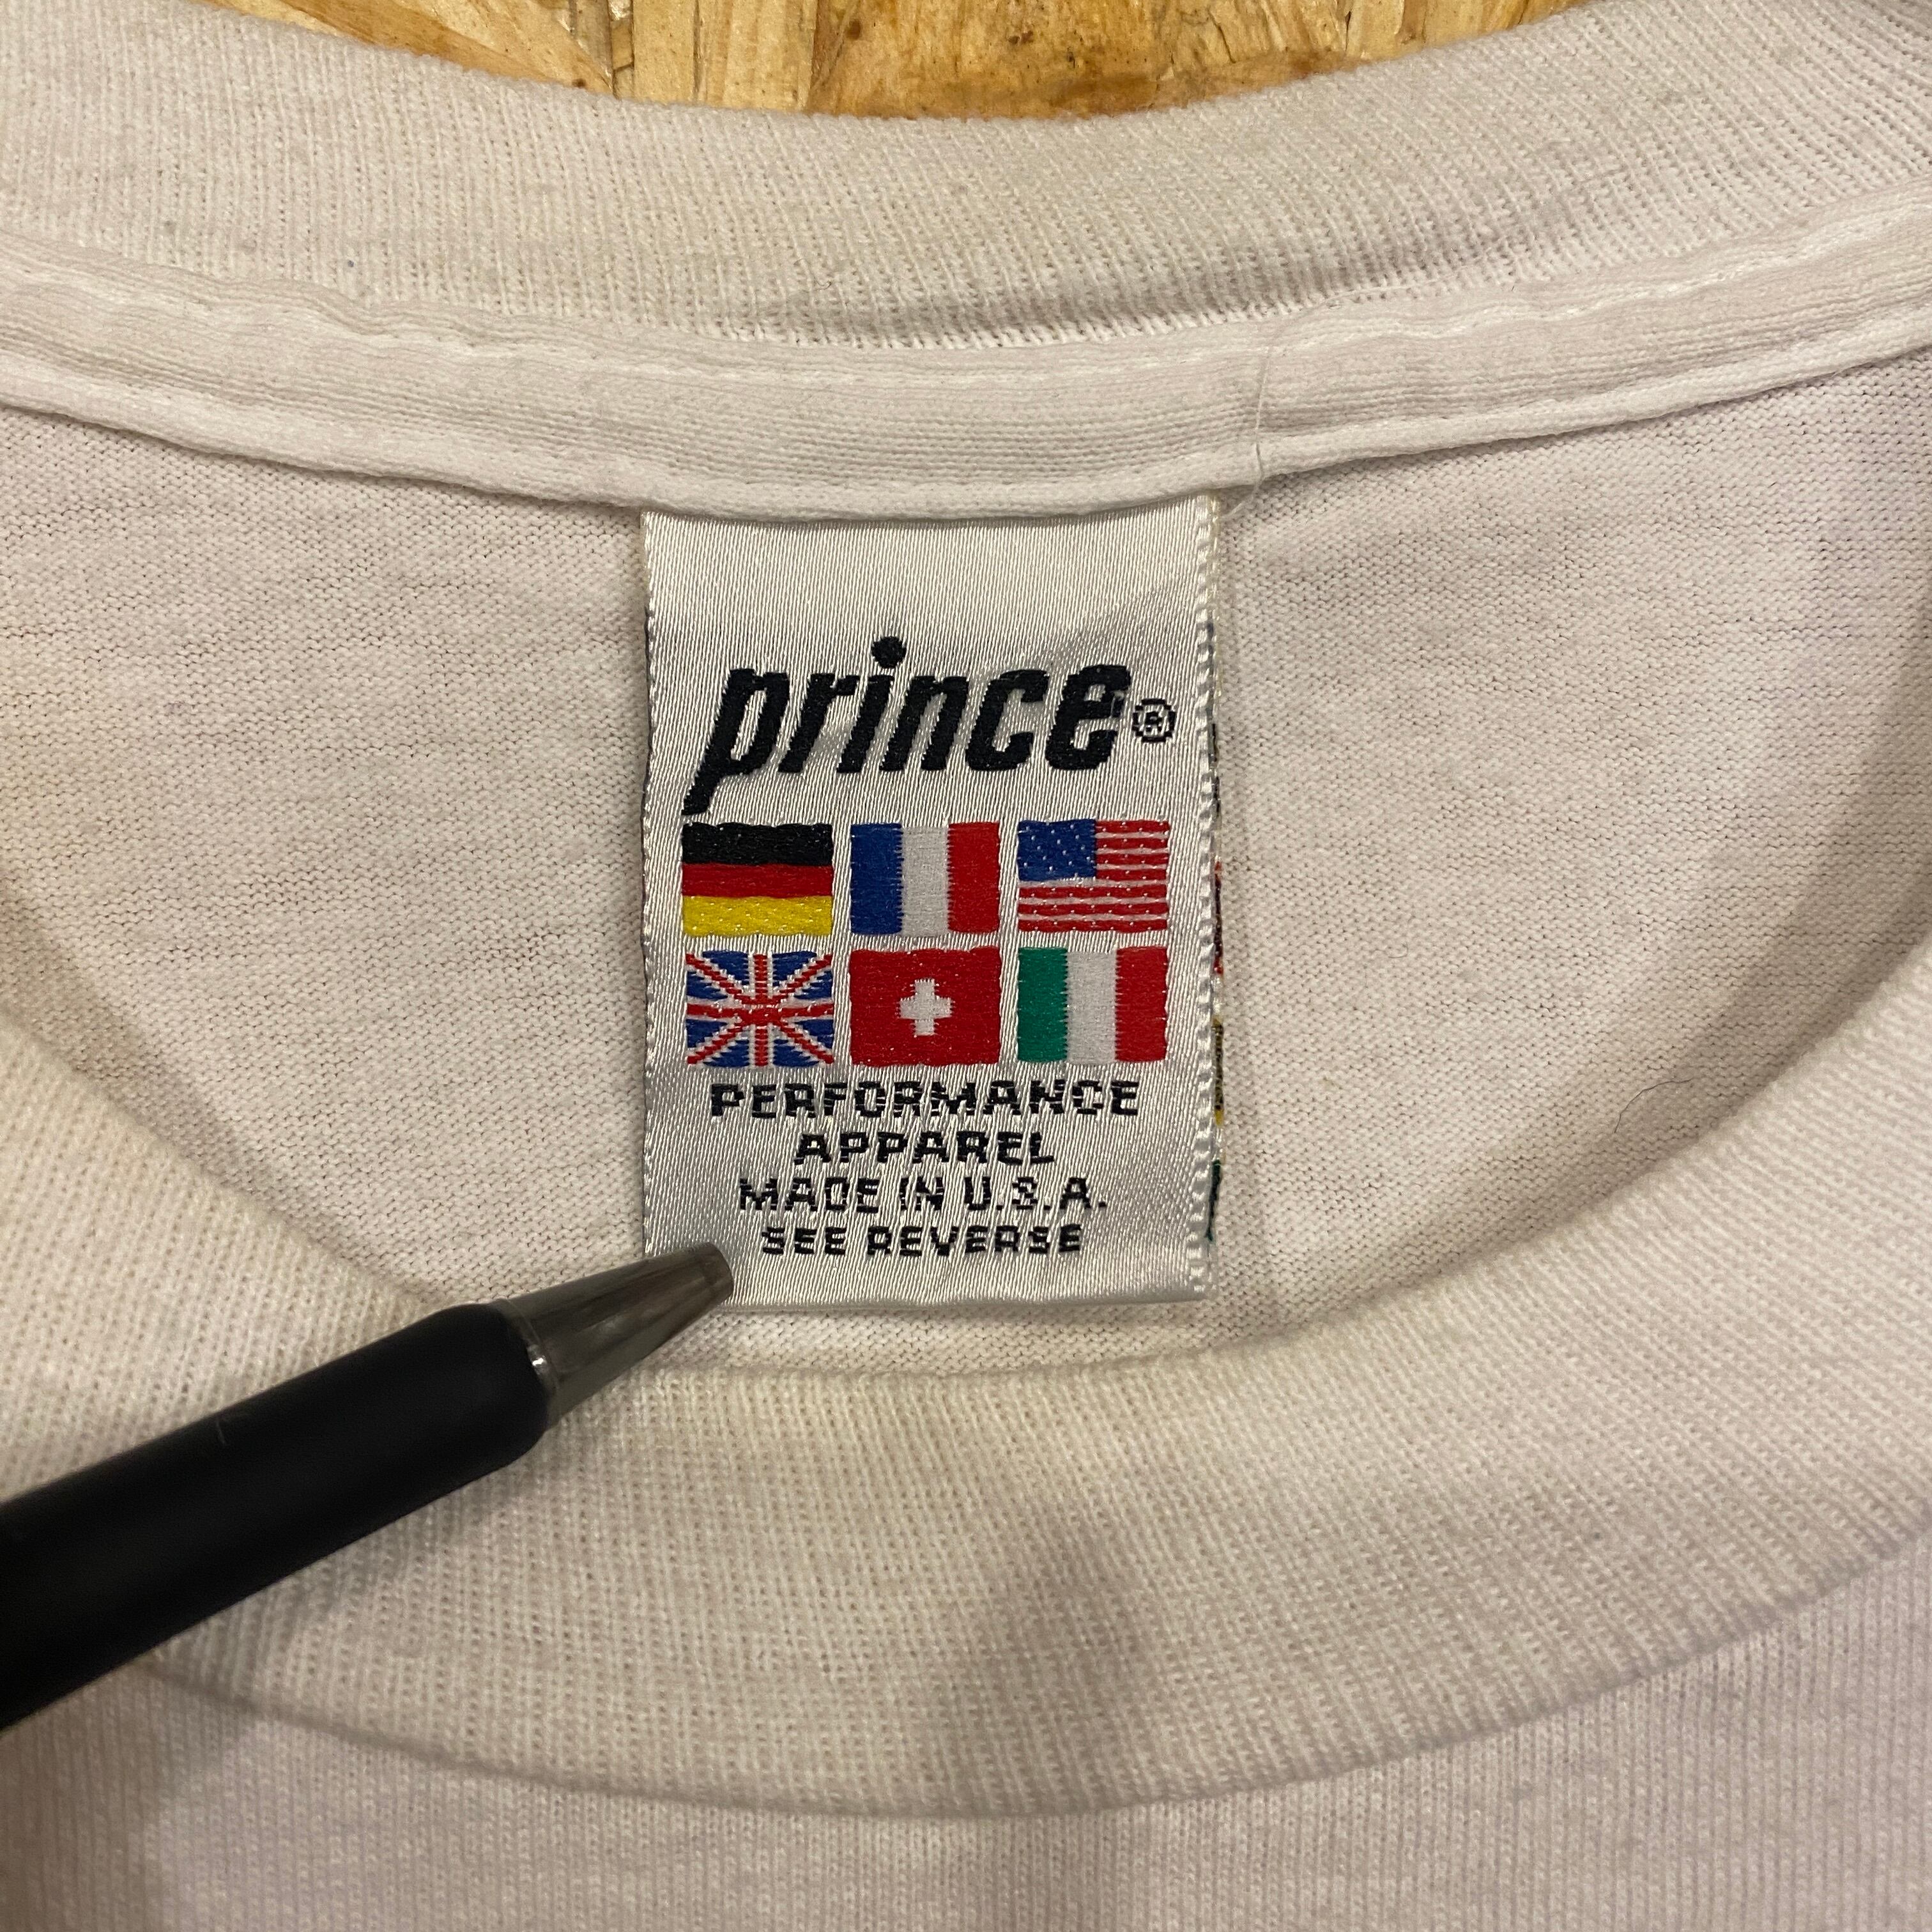 prince®
PERFORMANCE
APPAREL
MADE IN U.S.A.
SEE REVERSE